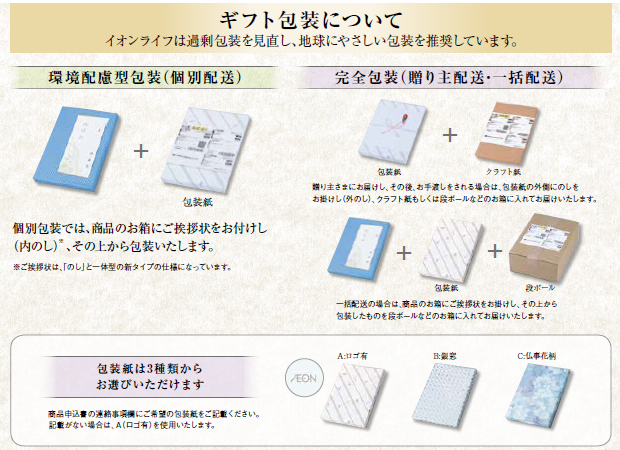 ギフト包装について
イオンライフは過剰包装を見直し、地球にやさしい包装を推奨しています。
環境配慮型包装(個別配送)
包装紙
個別包装では、商品のお箱にご挨拶状をお付けし
(内のし)※、その上から包装いたします。
※ご挨拶状は、「のし」と一体型の新タイプの仕様になっています。
完全包装(贈り主配送・一括配送)
包装紙
クラフト紙
贈り主さまにお届けし、その後、お手渡しをされる場合は、包装紙の外側にのしを
お掛けし(外のし)、クラフト紙もしくは段ボールなどのお箱に入れてお届けいたします。
包装紙
段ボール
一括配送の場合は、商品のお箱にご挨拶状をお掛けし、その上から
包装したものを段ボールなどのお箱に入れてお届けいたします。
包装紙は3種類から
お選びいただけます
商品申込書の連絡事項欄にご希望の包装紙をご記載ください。
記載がない場合は、A(ロゴ有)を使用いたします。
ÆON
A:ロゴ有
B:銀窓
C:仏事花柄